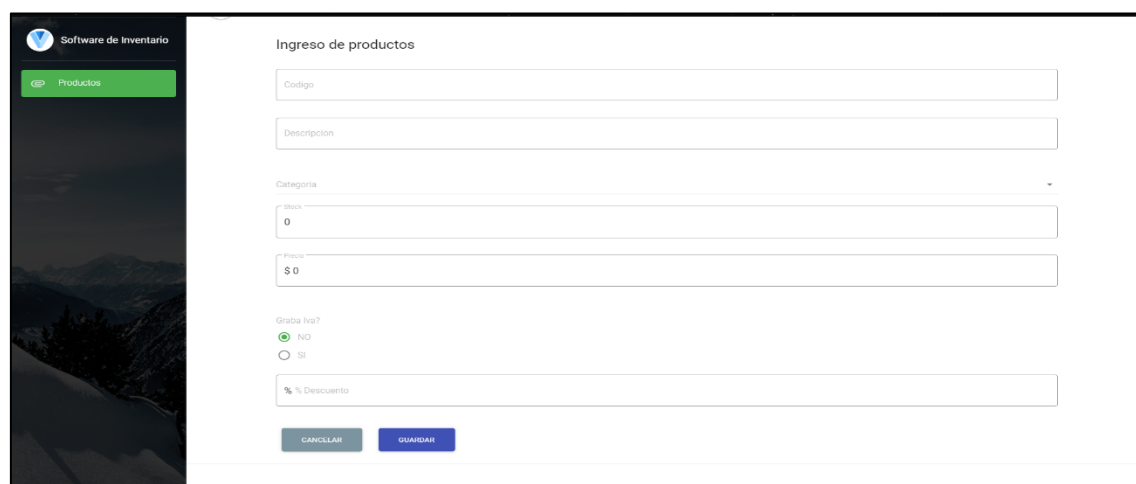 Software de Inventario
Productos
Ingreso de productos
Codigo
Descripcion
Categoria
Stock
0
Precio
$ 0
Graba Iva?
NO
SI
% % Descuento
CANCELAR
GUARDAR